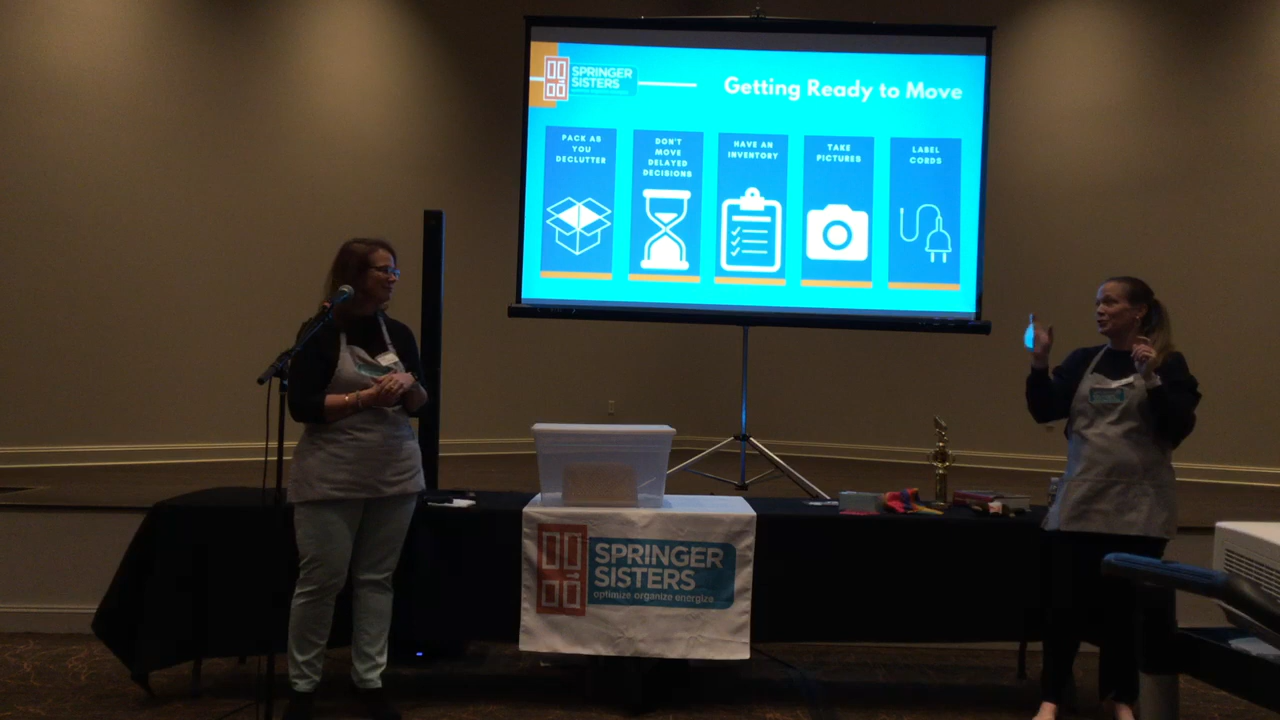 SPRINGER
SISTERS
Getting Ready to Move
PACK AS
YOU
DECLUTTER
DON'T
MOVE
DELAYED
DECISIONS
HAVE AN
INVENTORY
TAKE
PICTURES
LABEL
CORDS
SPRINGER
SISTERS
optimize organize energize